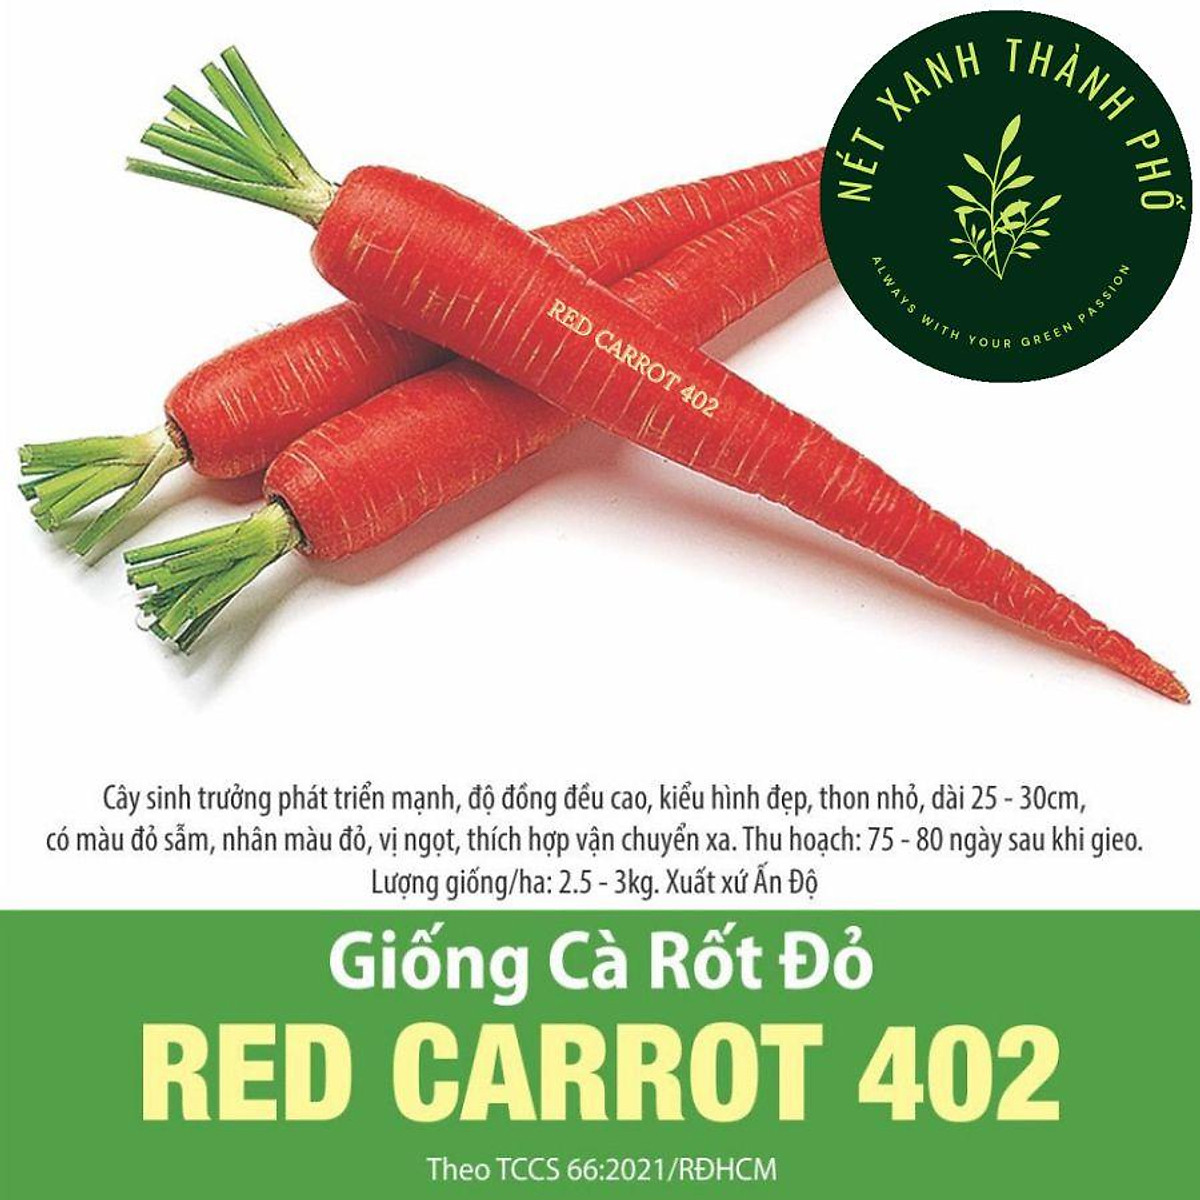 NÉT XANH THÀNH PHỐ
ALWAYS WITH YOUR GREEN PASSION
RED CARROT 402
Cây sinh trưởng phát triển mạnh, độ đồng đều cao, kiểu hình đẹp, thon nhỏ, dài 25 - 30cm,
có màu đỏ sẫm, nhân màu đỏ, vị ngọt, thích hợp vận chuyển xa. Thu hoạch: 75 - 80 ngày sau khi gieo.
Lượng giống/ha: 2.5 - 3kg. Xuất xứ Ấn Độ
Giống Cà Rốt Đỏ
RED CARROT 402
Theo TCCS 66:2021/RĐHCM